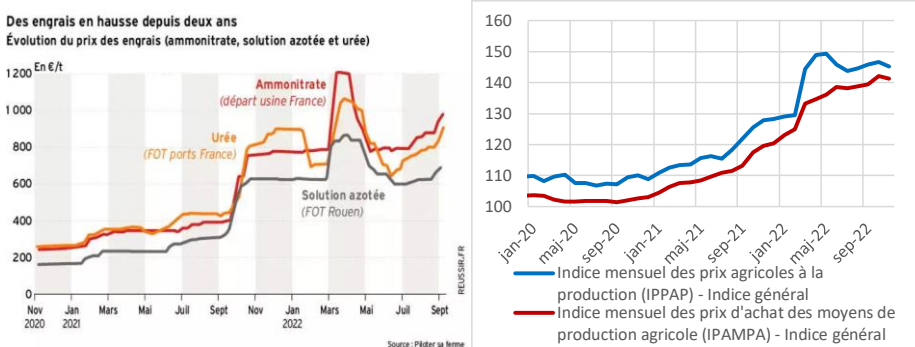 Des engrais en hausse depuis deux ans
Évolution du prix des engrais (ammonitrate, solution azotée et urée)
En €/t
1 200
1 000
800
600
400
200
0
Ammonitrate
(départ usine France)
Urée
(FOT ports France)
Solution azotée
(FOT Rouen)
Nov Jan Mars Mai Juil Sept Nov Jan Mars Mai Juil Sept
2020 2021 2022
REUSSIR.FR
Source : Piloter sa ferme
160
150
140
130
120
110
100
jan-20
maj-20
sep-20
jan-21
maj-21
sep-21
jan-22
maj-22
sep-22
Indice mensuel des prix agricoles à la
production (IPPAP) - Indice général
Indice mensuel des prix d'achat des moyens de
production agricole (IPAMPA) - Indice général